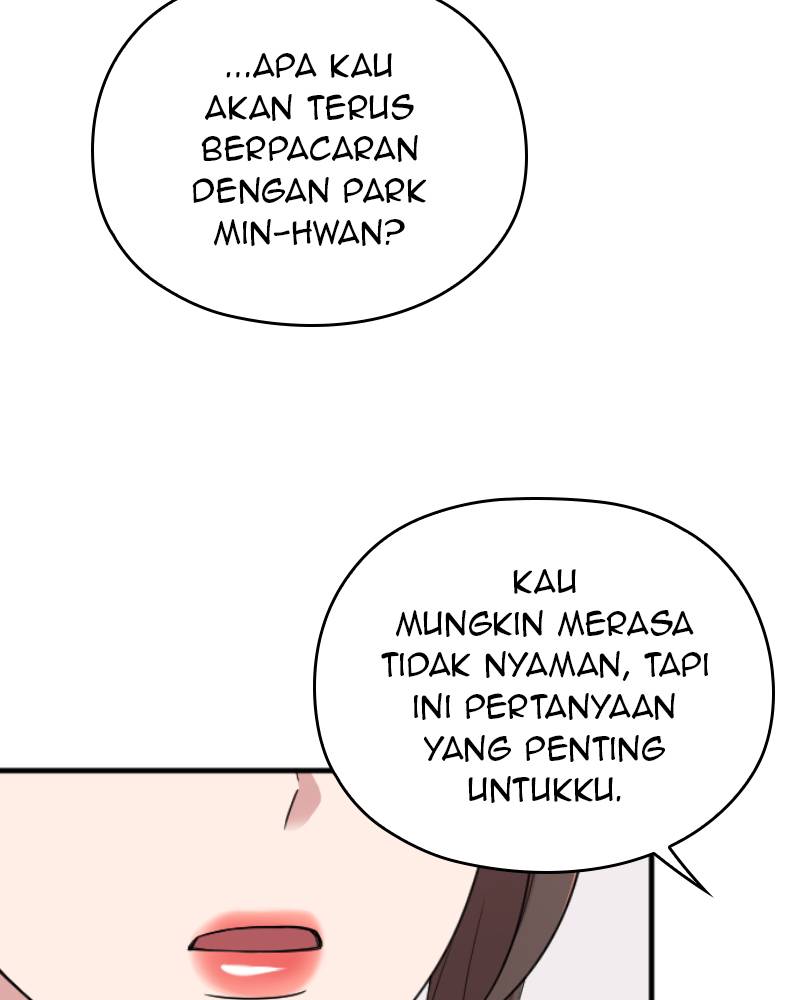 ...APA KAU
AKAN TERUS
BERPACARAN
DENGAN PARK
MIN-HWAN?
KAU
MUNGKIN MERASA
TIDAK NYAMAN, TAPI
INI PERTANYAAN
YANG PENTING
UNTUKKU.